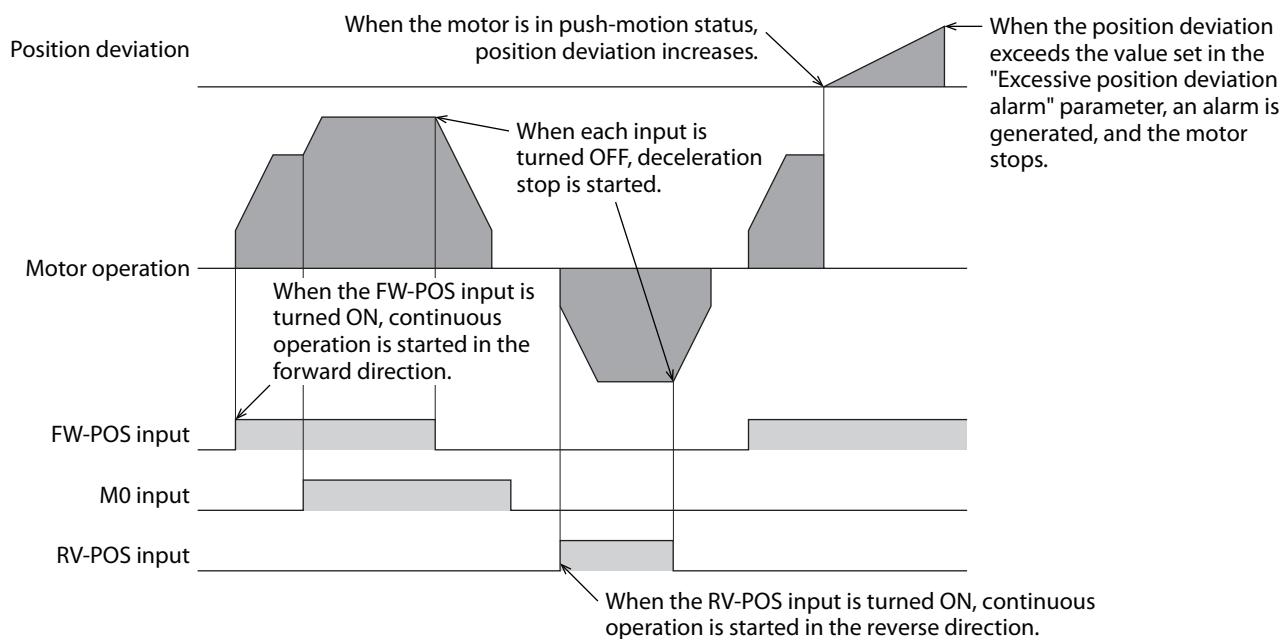 When the motor is in push-motion status,
position deviation increases.
When the position deviation
exceeds the value set in the
"Excessive position deviation
alarm" parameter, an alarm is
generated, and the motor
stops.
Position deviation
When each input is
turned OFF, deceleration
stop is started.
Motor operation
When the FW-POS input is
turned ON, continuous
operation is started in the
forward direction.
FW-POS input
M0 input
RV-POS input
When the RV-POS input is turned ON, continuous
operation is started in the reverse direction.